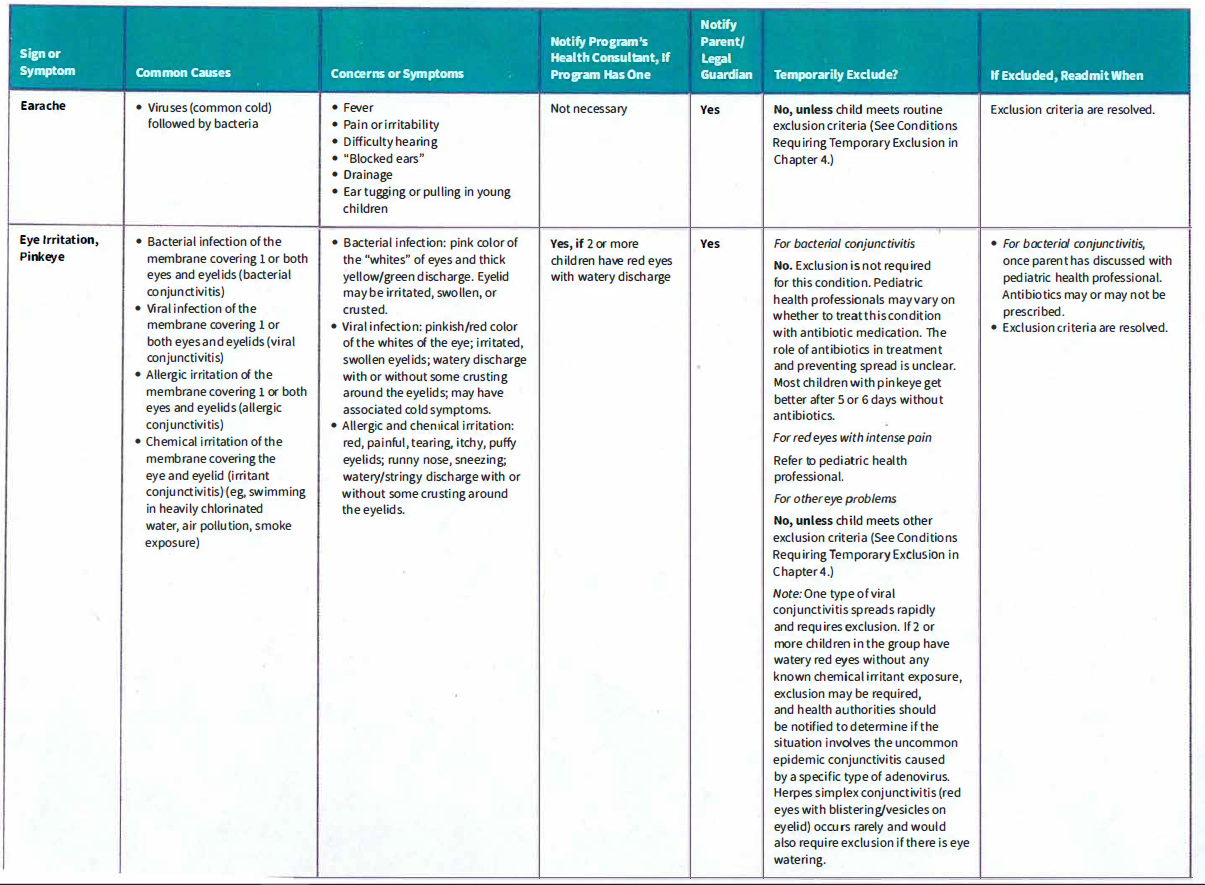 Sign or
Symptom
Common Causes
Concerns or Symptoms
Notify Program's
Health Consultant, If
Program Has One
Notify
Parent/
Legal
Guardian
Temporarily Exclude?
If Excluded, Readmit When
Earache
• Viruses (common cold)
followed by bacteria
• Fever
• Pain or irritability
• Difficulty hearing
• "Blocked ears"
• Drainage
• Ear tugging or pulling in young
children
Not necessary
Yes
No, unless child meets routine
exclusion criteria (See Conditions
Requiring Temporary Exclusion in
Chapter 4.)
Exclusion criteria are resolved.
Eye Irritation,
Pinkeye
• Bacterial infection of the
membrane covering 1 or both
eyes and eyelids (bacterial
conjunctivitis)
• Viral infection of the
membrane covering 1 or
both eyes and eyelids (viral
conjunctivitis)
• Allergic irritation of the
membrane covering 1 or both
eyes and eyelids (allergic
conjunctivitis)
• Chemical irritation of the
membrane covering the
eye and eyelid (irritant
conjunctivitis) (eg, swimming
in heavily chlorinated
water, air pollution, smoke
exposure)
• Bacterial infection: pink color of
the "whites" of eyes and thick
yellow/green discharge. Eyelid
may be irritated, swollen, or
crusted.
• Viral infection: pinkish/red color
of the whites of the eye; irritated,
swollen eyelids; watery discharge
with or without some crusting
around the eyelids; may have
associated cold symptoms.
• Allergic and chemical irritation:
red, painful, tearing, itchy, puffy
eyelids; runny nose, sneezing;
watery/stringy discharge with or
without some crusting around
the eyelids.
Yes, if 2 or more
children have red eyes
with watery discharge
Yes
For bacterial conjunctivitis
No. Exclusion is not required
for this condition. Pediatric
health professionals may vary on
whether to treat this condition
with antibiotic medication. The
role of antibiotics in treatment
and preventing spread is unclear.
Most children with pinkeye get
better after 5 or 6 days without
antibiotics.
For red eyes with intense pain
Refer to pediatric health
professional.
For other eye problems
No, unless child meets other
exclusion criteria (See Conditions
Requiring Temporary Exclusion in
Chapter 4.)
Note: One type of viral
conjunctivitis spreads rapidly
and requires exclusion. If 2 or
more children in the group have
watery red eyes without any
known chemical irritant exposure,
exclusion may be required,
and health authorities should
be notified to determine if the
situation involves the uncommon
epidemic conjunctivitis caused
by a specific type of adenovirus.
Herpes simplex conjunctivitis (red
eyes with blistering/vesicles on
eyelid) occurs rarely and would
also require exclusion if there is eye
watering.
• For bacterial conjunctivitis,
once parent has discussed with
pediatric health professional.
Antibiotics may or may not be
prescribed.
• Exclusion criteria are resolved.